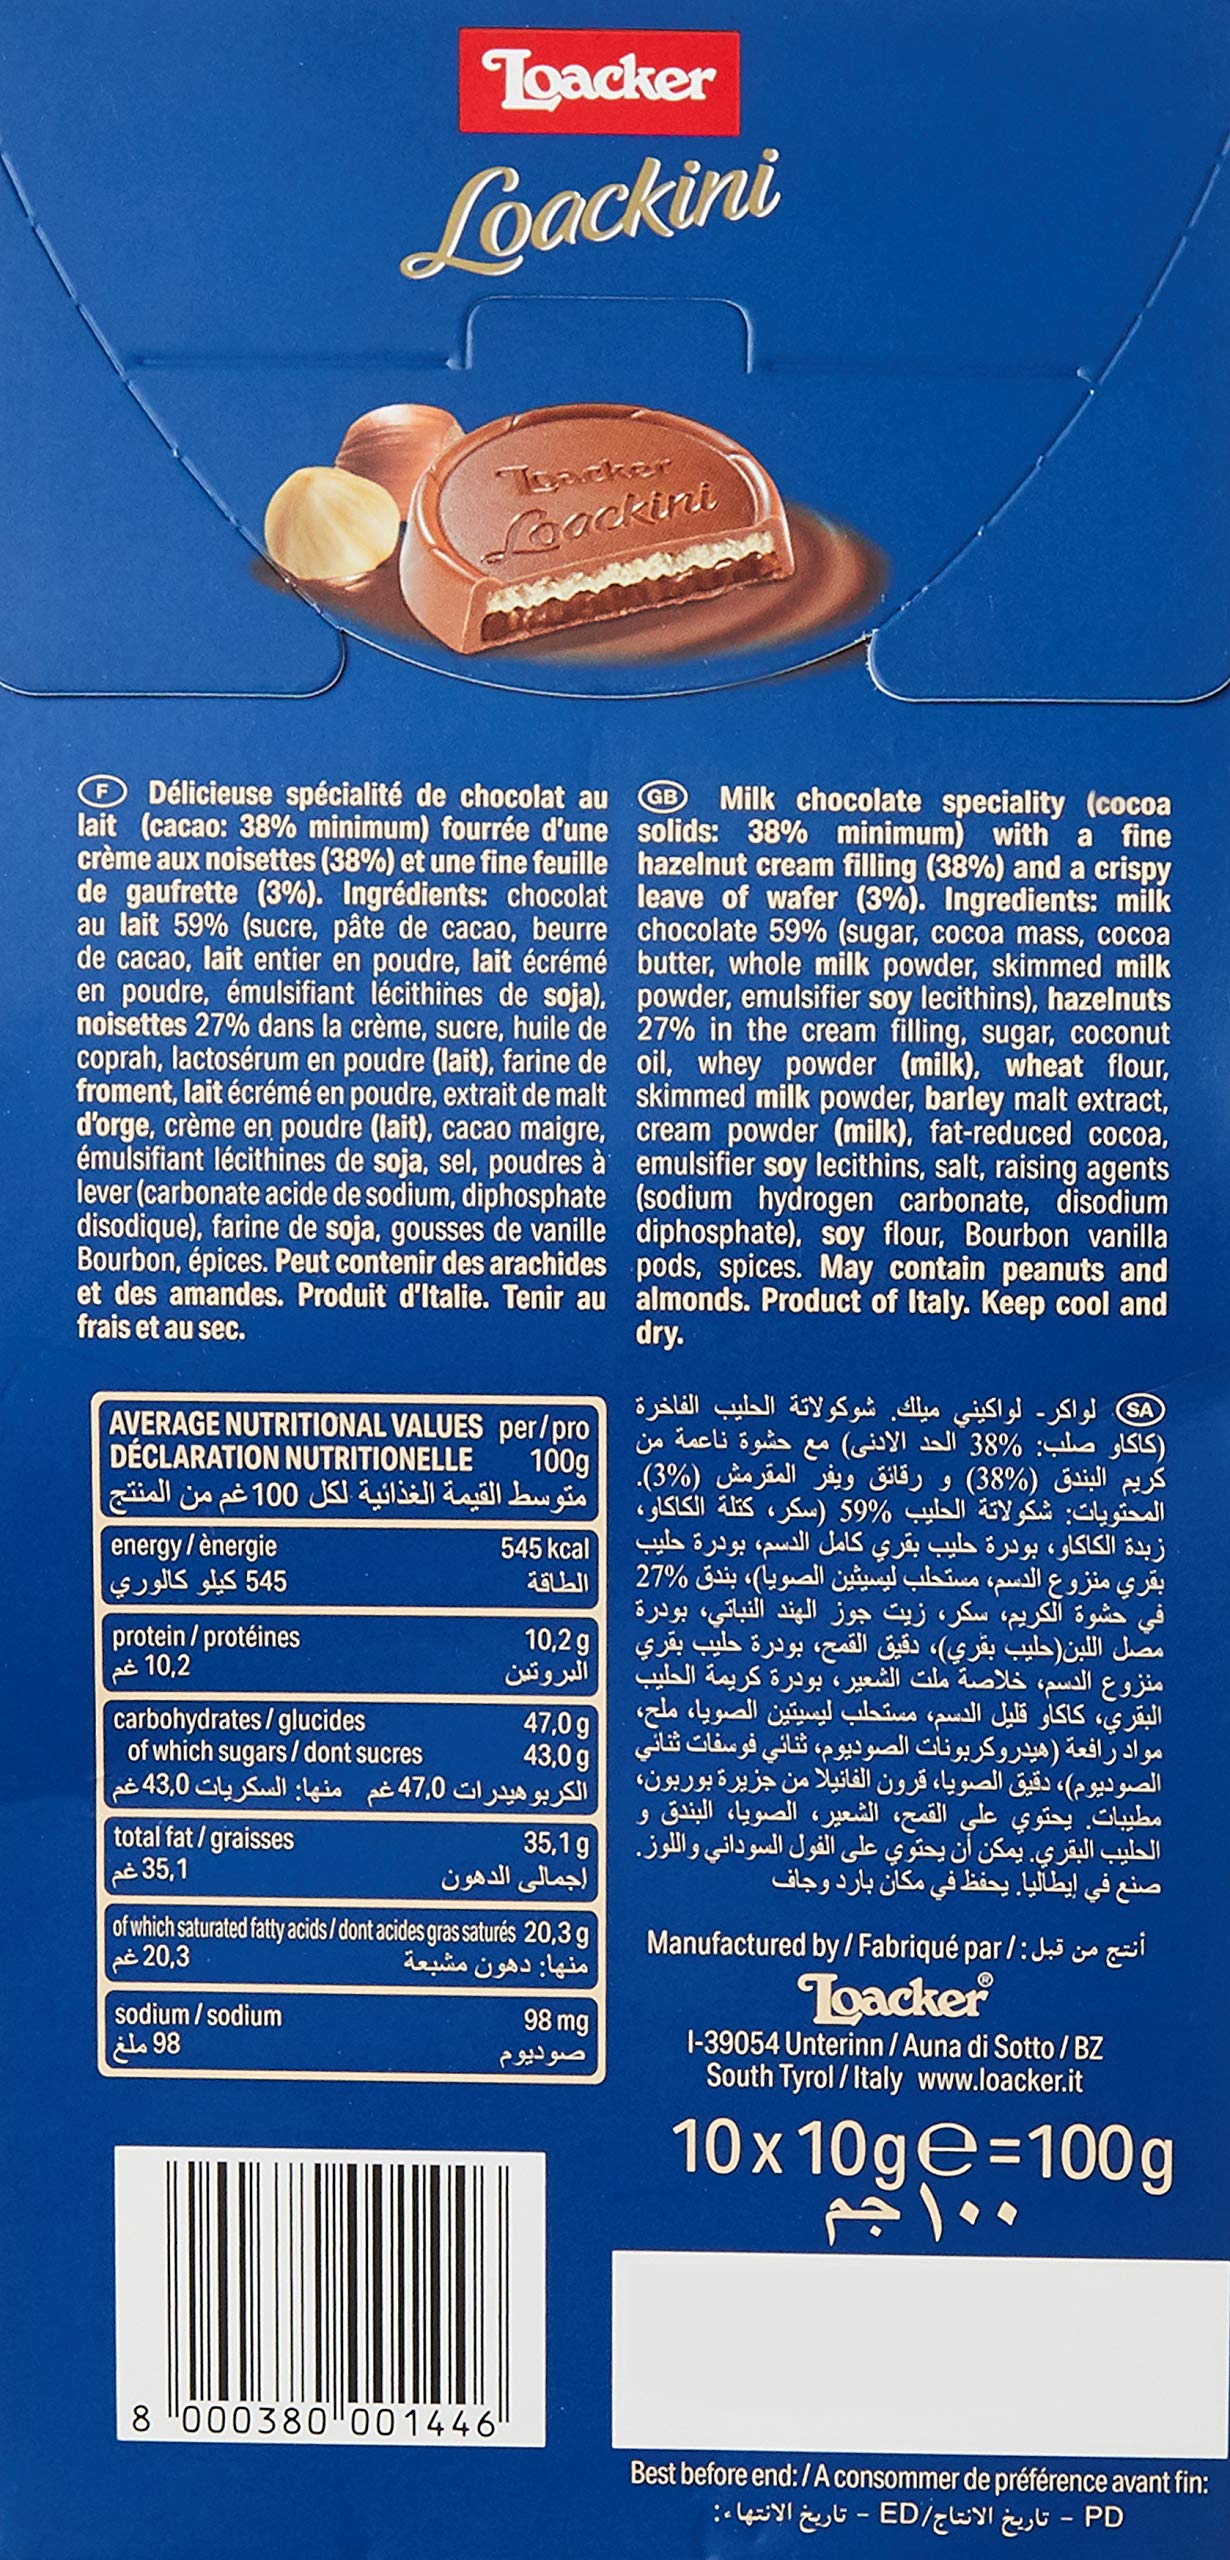 Loacker
Loackini
Loacker
Loackini
F Délicieuse spécialité de chocolat au
lait (cacao: 38% minimum) fourrée d'une
crème aux noisettes (38%) et une fine feuille
de gaufrette (3%). Ingrédients: chocolat
au lait 59% (sucre, pâte de cacao, beurre
de cacao, lait entier en poudre, lait écrémé
en poudre, émulsifiant lécithines de soja),
noisettes 27% dans la crème, sucre, huile de
coprah, lactosérum en poudre (lait), farine de
froment, lait écrémé en poudre, extrait de malt
d'orge, crème en poudre (lait), cacao maigre,
émulsifiant lécithines de soja, sel, poudres à
lever (carbonate acide de sodium, diphosphate
disodique), farine de soja, gousses de vanille
Bourbon, épices. Peut contenir des arachides
et des amandes. Produit d'Italie. Tenir au
frais et au sec.
GB Milk chocolate speciality (cocoa
solids: 38% minimum) with a fine
hazelnut cream filling (38%) and a crispy
leave of wafer (3%). Ingredients: milk
chocolate 59% (sugar, cocoa mass, cocoa
butter, whole milk powder, skimmed milk
powder, emulsifier soy lecithins), hazelnuts
27% in the cream filling, sugar, coconut
oil, whey powder (milk), wheat flour,
skimmed milk powder, barley malt extract,
cream powder (milk), fat-reduced cocoa,
emulsifier soy lecithins, salt, raising agents
(sodium hydrogen carbonate, disodium
diphosphate), soy flour, Bourbon vanilla
pods, spices. May contain peanuts and
almonds. Product of Italy. Keep cool and
dry.
AVERAGE NUTRITIONAL VALUES per/pro
DÉCLARATION NUTRITIONELLE 100g
متوسط القيمة الغذائية لكل 100 غم من المنتج
energy / ènergie 545 kcal
الطاقة 545 كيلو كالوري
protein / protéines 10,2 g
البروتين 10,2 غم
carbohydrates / glucides 47,0 g
of which sugars / dont sucres 43,0 g
الكربوهيدرات 47,0 غم منها: السكريات 43,0 غم
total fat / graisses 35,1 g
إجمالى الدهون 35,1 غم
of which saturated fatty acids / dont acides gras saturés 20,3 g
منها: دهون مشبعة 20,3 غم
sodium / sodium 98 mg
صوديوم 98 ملغ
SA لواكر- لواكيني ميلك. شوكولاتة الحليب الفاخرة
(كاكاو صلب: 38% الحد الادنى) مع حشوة ناعمة من
كريم البندق (38%) و رقائق ويفر المقرمش (3%).
المحتويات: شكولاتة الحليب 59% (سكر، كتلة الكاكاو،
زبدة الكاكاو، بودرة حليب بقري كامل الدسم، بودرة حليب
بقري منزوع الدسم، مستحلب ليسيثين الصويا)، بندق 27%
في حشوة الكريم، سكر، زيت جوز الهند النباتي، بودرة
مصل اللبن(حليب بقري)، دقيق القمح، بودرة حليب بقري
منزوع الدسم، خلاصة ملت الشعير، بودرة كريمة الحليب
البقري، كاكاو قليل الدسم، مستحلب ليسيتين الصويا، ملح،
مواد رافعة (هيدروكربونات الصوديوم، ثنائي فوسفات ثنائي
الصوديوم)، دقيق الصويا، قرون الفانيلا من جزيرة بوربون،
مطيبات. يحتوي على القمح، الشعير، الصويا، البندق و
الحليب البقري. يمكن أن يحتوي على الفول السوداني واللوز.
صنع في إيطاليا. يحفظ في مكان بارد وجاف
Manufactured by / Fabriqué par / أنتج من قبل:
Loacker®
I-39054 Unterinn / Auna di Sotto / BZ
South Tyrol / Italy www.loacker.it
10 x 10g e =100g
١٠٠ جم
8 000380 001446
Best before end: / A consommer de préférence avant fin:
PD - تاريخ الانتاج/ED - تاريخ الانتهاء: